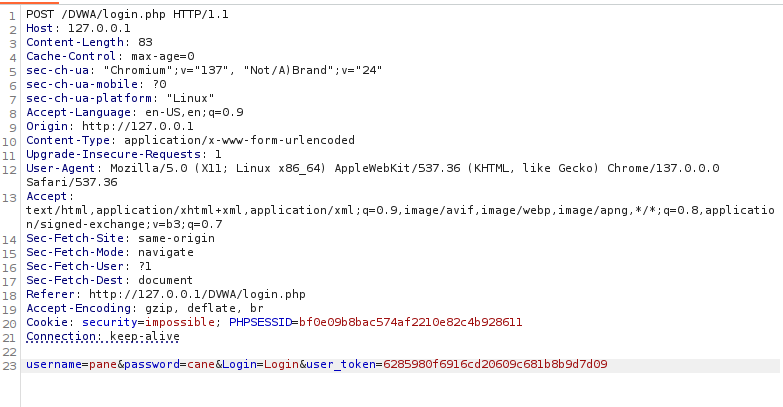 1 POST /DVWA/login.php HTTP/1.1
2 Host: 127.0.0.1
3 Content-Length: 83
4 Cache-Control: max-age=0
5 sec-ch-ua: "Chromium";v="137", "Not/A)Brand";v="24"
6 sec-ch-ua-mobile: ?0
7 sec-ch-ua-platform: "Linux"
8 Accept-Language: en-US,en;q=0.9
9 Origin: http://127.0.0.1
10 Content-Type: application/x-www-form-urlencoded
11 Upgrade-Insecure-Requests: 1
12 User-Agent: Mozilla/5.0 (X11; Linux x86_64) AppleWebKit/537.36 (KHTML, like Gecko) Chrome/137.0.0.0
Safari/537.36
13 Accept:
text/html,application/xhtml+xml,application/xml;q=0.9,image/avif,image/webp,image/apng,*/*;q=0.8,applicatio
n/signed-exchange;v=b3;q=0.7
14 Sec-Fetch-Site: same-origin
15 Sec-Fetch-Mode: navigate
16 Sec-Fetch-User: ?1
17 Sec-Fetch-Dest: document
18 Referer: http://127.0.0.1/DVWA/login.php
19 Accept-Encoding: gzip, deflate, br
20 Cookie: security=impossible; PHPSESSID=bf0e09b8bac574af2210e82c4b928611
21 Connection: keep-alive
22
23 username=pane&password=cane&Login=Login&user_token=6285980f6916cd20609c681b8b9d7d09